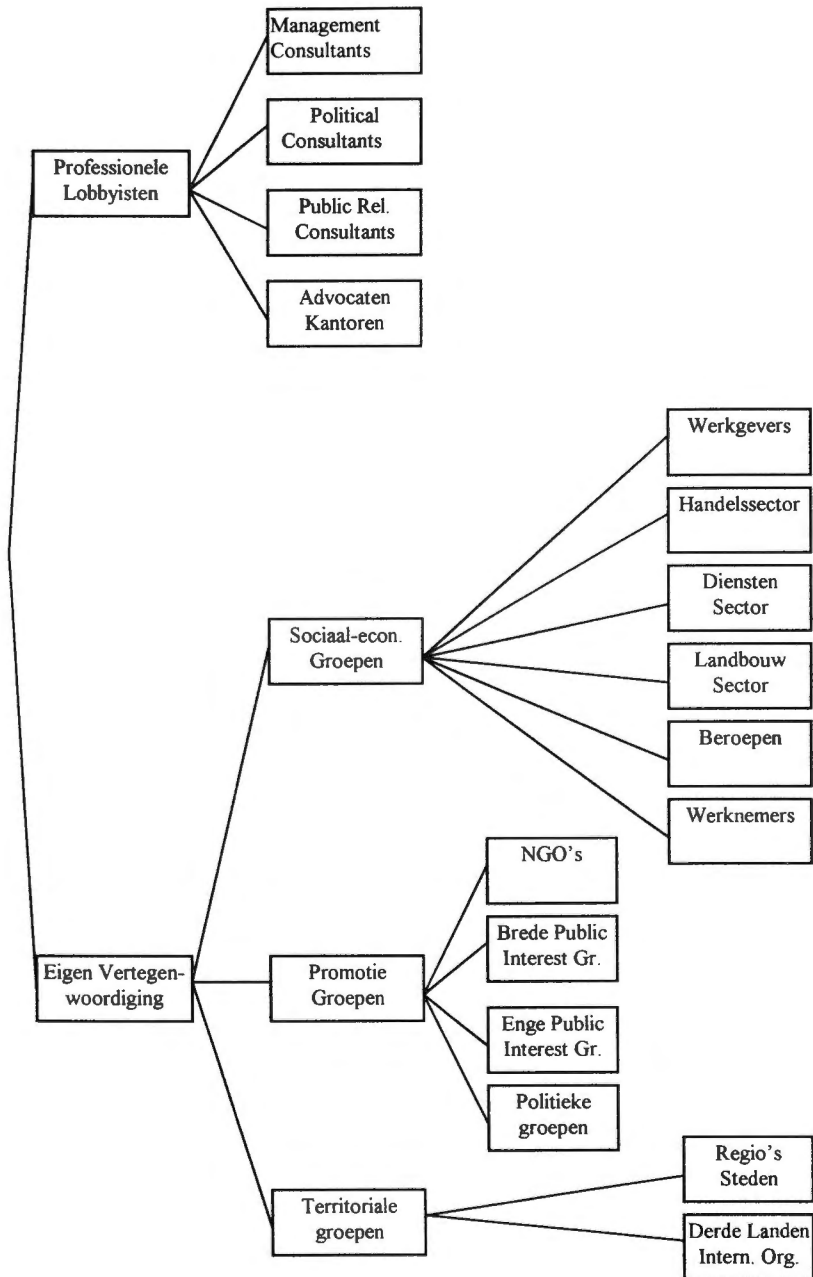 Management
Consultants
Political
Consultants
Professionele
Lobbyisten
Public Rel.
Consultants
Advocaten
Kantoren
Werkgevers
Handelssector
Diensten
Sector
Sociaal-econ.
Groepen
Landbouw
Sector
Beroepen
Werknemers
NGO's
Brede Public
Interest Gr.
Eigen Vertegen-
woordiging
Promotie
Groepen
Enge Public
Interest Gr.
Politieke
groepen
Territoriale
groepen
Regio's
Steden
Derde Landen
Intern. Org.